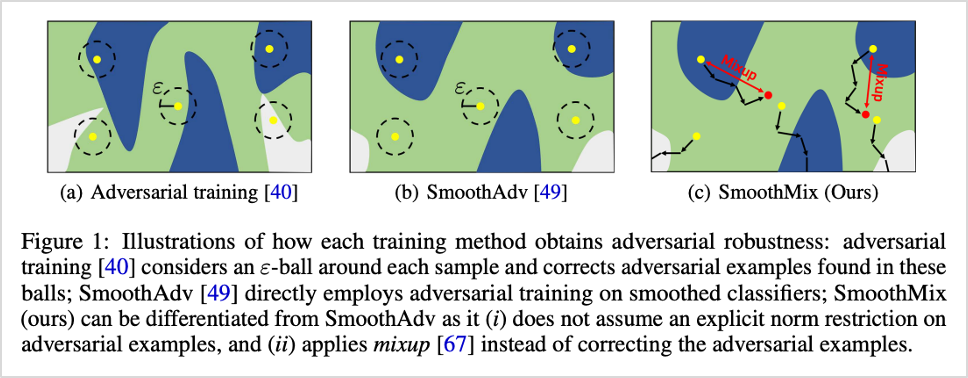 ε
ε
Mixup
Mixup
(a) Adversarial training [40]
(b) SmoothAdv [49]
(c) SmoothMix (Ours)
Figure 1: Illustrations of how each training method obtains adversarial robustness: adversarial
training [40] considers an ε-ball around each sample and corrects adversarial examples found in these
balls; SmoothAdv [49] directly employs adversarial training on smoothed classifiers; SmoothMix
(ours) can be differentiated from SmoothAdv as it (i) does not assume an explicit norm restriction on
adversarial examples, and (ii) applies mixup [67] instead of correcting the adversarial examples.